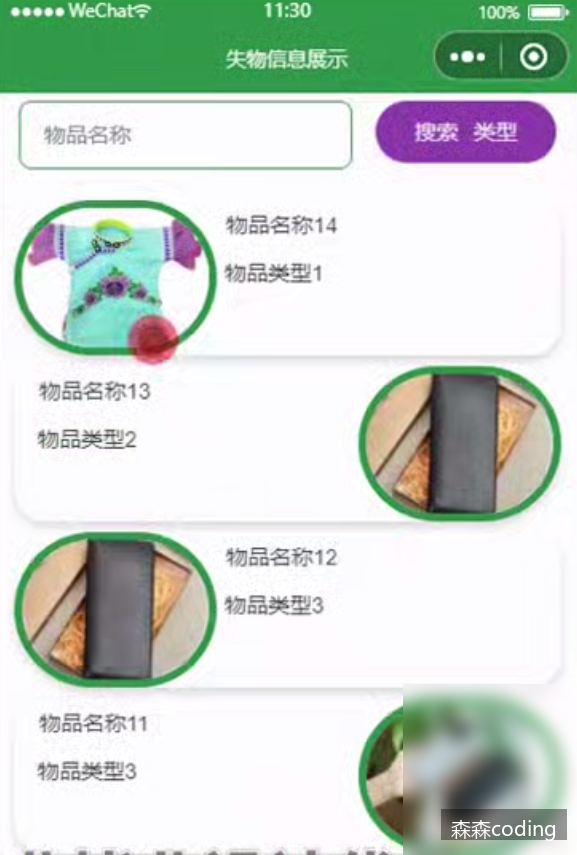 WeChat 11:30 100%
失物信息展示
物品名称 搜索 类型
物品名称14
物品类型1
物品名称13
物品类型2
物品名称12
物品类型3
物品名称11
物品类型3
森森coding